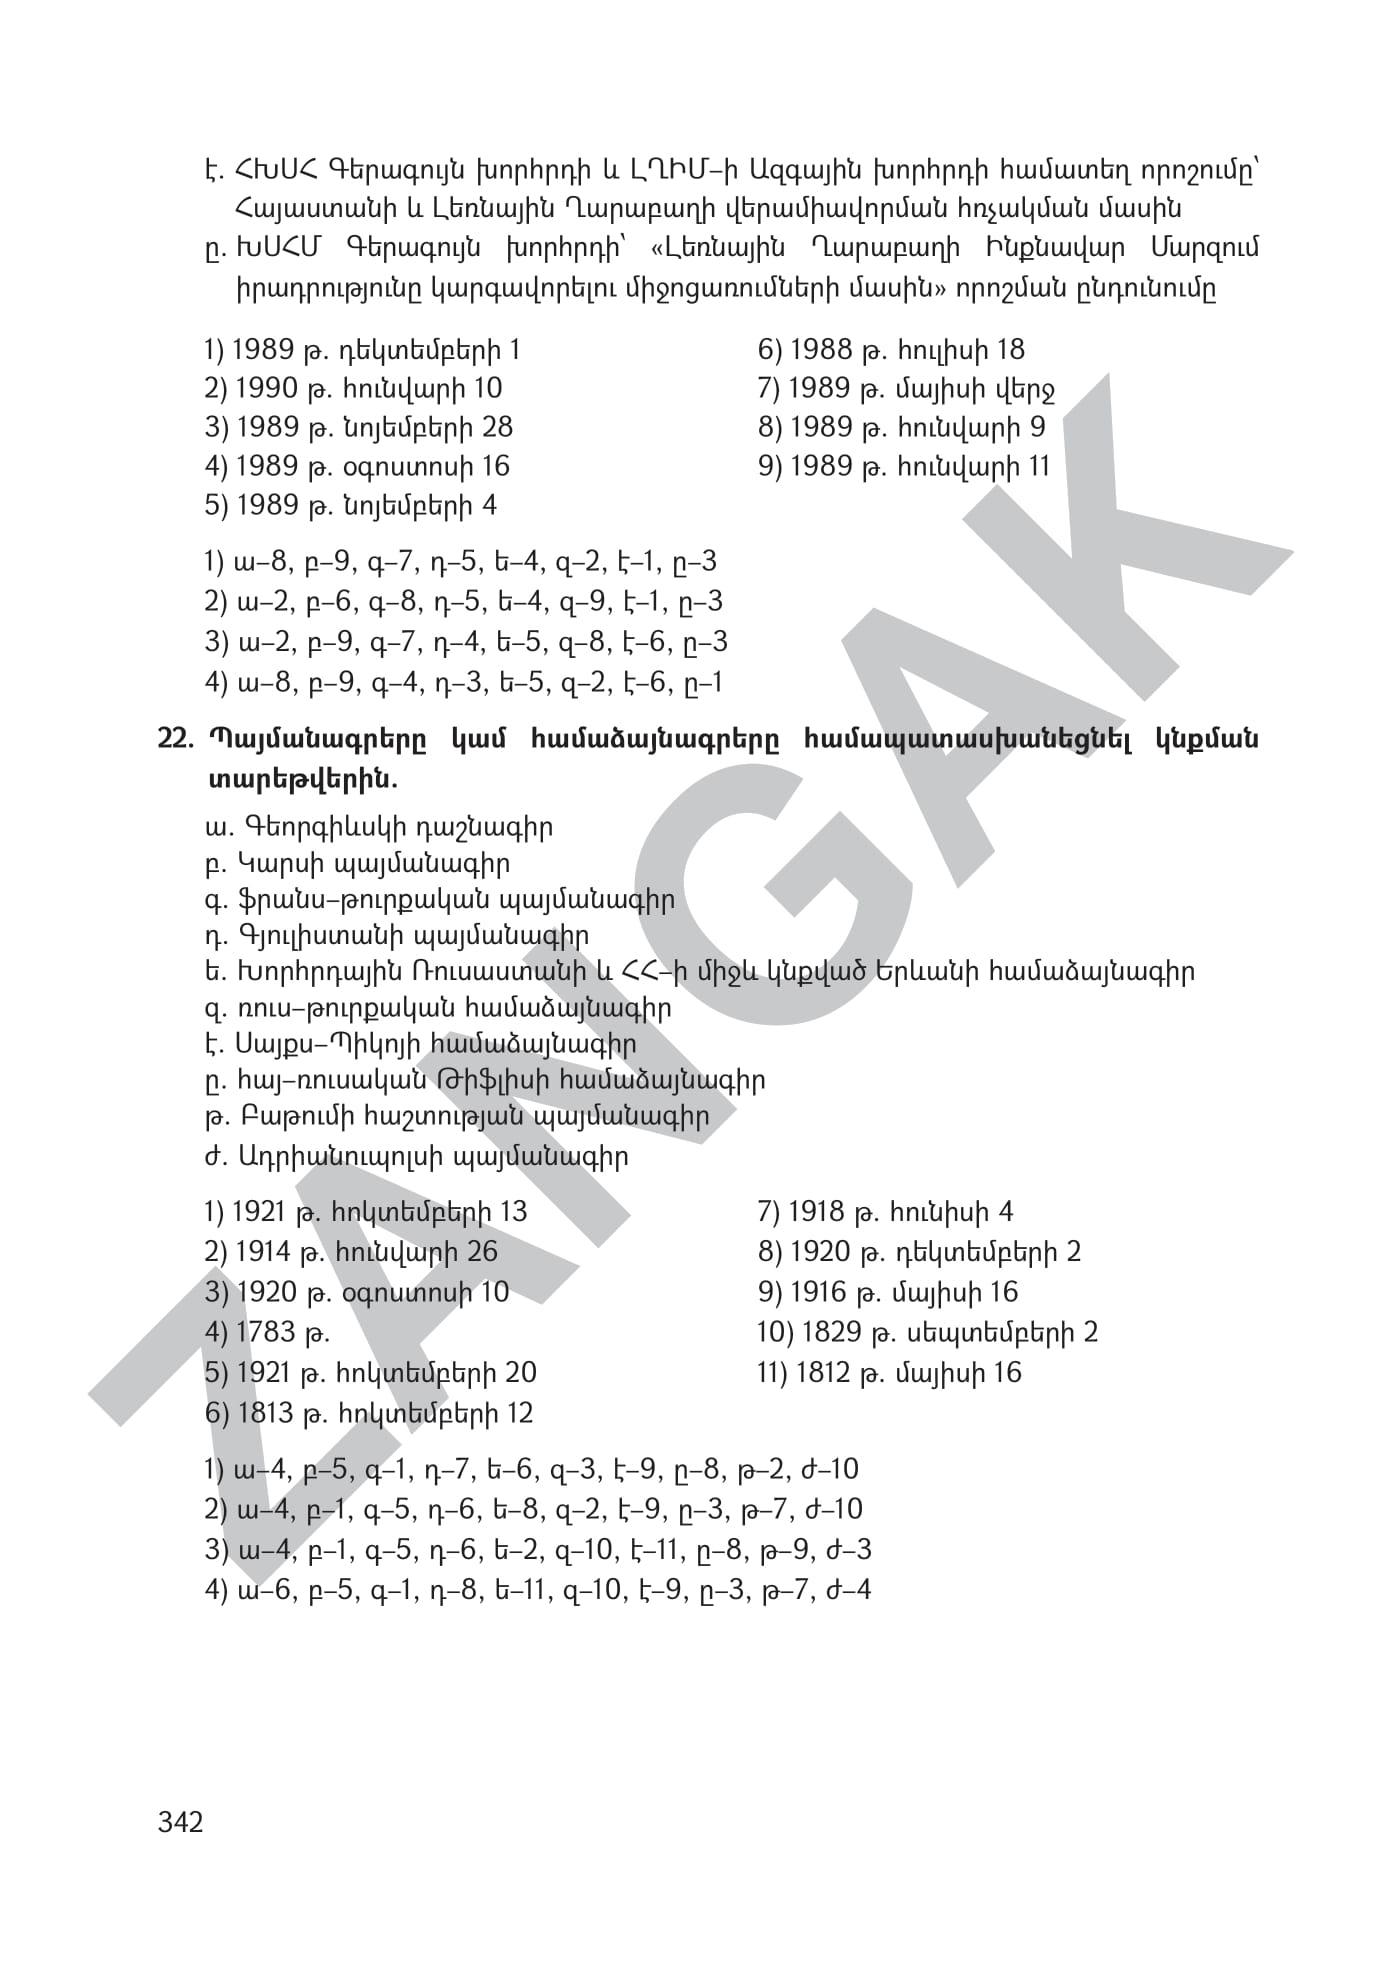 է. ՀԽՍՀ Գերագույն խորհրդի և ԼՂԻՄ–ի Ազգային խորհրդի համատեղ որոշումը՝
Հայաստանի և Լեռնային Ղարաբաղի վերամիավորման հռչակման մասին
ը. ԽՍՀՄ Գերագույն խորհրդի՝ «Լեռնային Ղարաբաղի Ինքնավար Մարզում
իրադրությունը կարգավորելու միջոցառումների մասին» որոշման ընդունումը
1) 1989 թ. դեկտեմբերի 1
2) 1990 թ. հունվարի 10
3) 1989 թ. նոյեմբերի 28
4) 1989 թ. օգոստոսի 16
5) 1989 թ. նոյեմբերի 4
6) 1988 թ. հուլիսի 18
7) 1989 թ. մայիսի վերջ
8) 1989 թ. հունվարի 9
9) 1989 թ. հունվարի 11
1) ա–8, բ–9, գ–7, դ–5, ե–4, զ–2, է–1, ը–3
2) ա–2, բ–6, գ–8, դ–5, ե–4, զ–9, է–1, ը–3
3) ա–2, բ–9, գ–7, դ–4, ե–5, զ–8, է–6, ը–3
4) ա–8, բ–9, գ–4, դ–3, ե–5, զ–2, է–6, ը–1
22. Պայմանագրերը կամ համաձայնագրերը համապատասխանեցնել կնքման
տարեթվերին.
ա. Գեորգիևսկի դաշնագիր
բ. Կարսի պայմանագիր
գ. ֆրանս–թուրքական պայմանագիր
դ. Գյուլիստանի պայմանագիր
ե. Խորհրդային Ռուսաստանի և ՀՀ–ի միջև կնքված Երևանի համաձայնագիր
զ. ռուս–թուրքական համաձայնագիր
է. Սայքս–Պիկոյի համաձայնագիր
ը. հայ–ռուսական Թիֆլիսի համաձայնագիր
թ. Բաթումի հաշտության պայմանագիր
ժ. Ադրիանուպոլսի պայմանագիր
1) 1921 թ. հոկտեմբերի 13
2) 1914 թ. հունվարի 26
3) 1920 թ. օգոստոսի 10
4) 1783 թ.
5) 1921 թ. հոկտեմբերի 20
6) 1813 թ. հոկտեմբերի 12
7) 1918 թ. հունիսի 4
8) 1920 թ. դեկտեմբերի 2
9) 1916 թ. մայիսի 16
10) 1829 թ. սեպտեմբերի 2
11) 1812 թ. մայիսի 16
1) ա–4, բ–5, գ–1, դ–7, ե–6, զ–3, է–9, ը–8, թ–2, ժ–10
2) ա–4, բ–1, գ–5, դ–6, ե–8, զ–2, է–9, ը–3, թ–7, ժ–10
3) ա–4, բ–1, գ–5, դ–6, ե–2, զ–10, է–11, ը–8, թ–9, ժ–3
4) ա–6, բ–5, գ–1, դ–8, ե–11, զ–10, է–9, ը–3, թ–7, ժ–4
342
ZANGAK